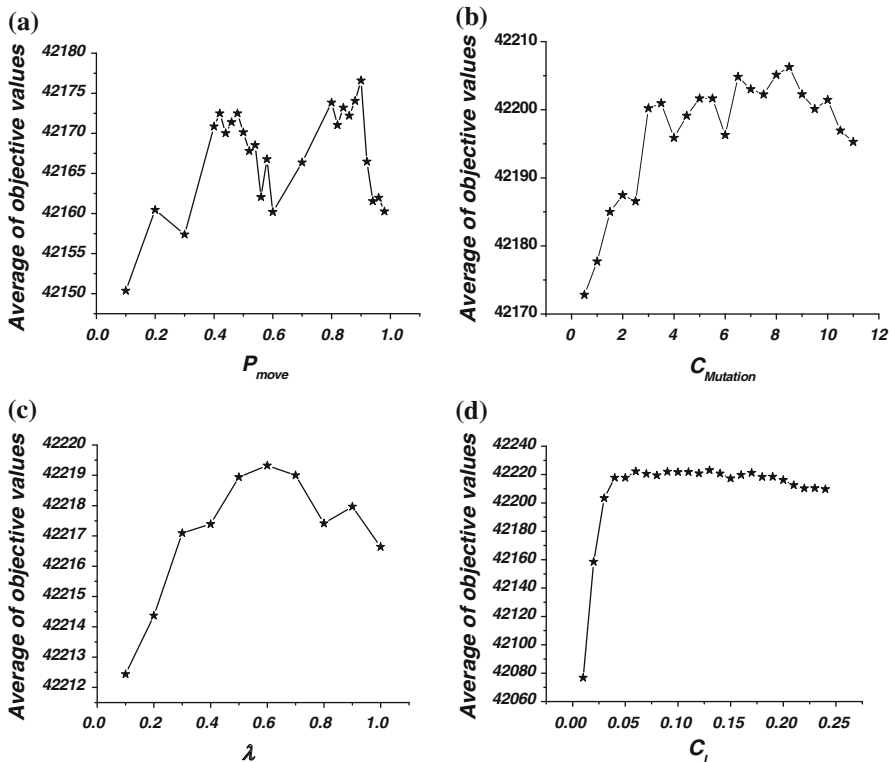 (a)
Average of objective values
42180
42175
42170
42165
42160
42155
42150
0.0 0.2 0.4 0.6 0.8 1.0
P_move
(b)
Average of objective values
42210
42200
42190
42180
42170
0 2 4 6 8 10 12
C_Mutation
(c)
Average of objective values
42220
42219
42218
42217
42216
42215
42214
42213
42212
0.0 0.2 0.4 0.6 0.8 1.0
λ
(d)
Average of objective values
42240
42220
42200
42180
42160
42140
42120
42100
42080
42060
0.00 0.05 0.10 0.15 0.20 0.25
C_L